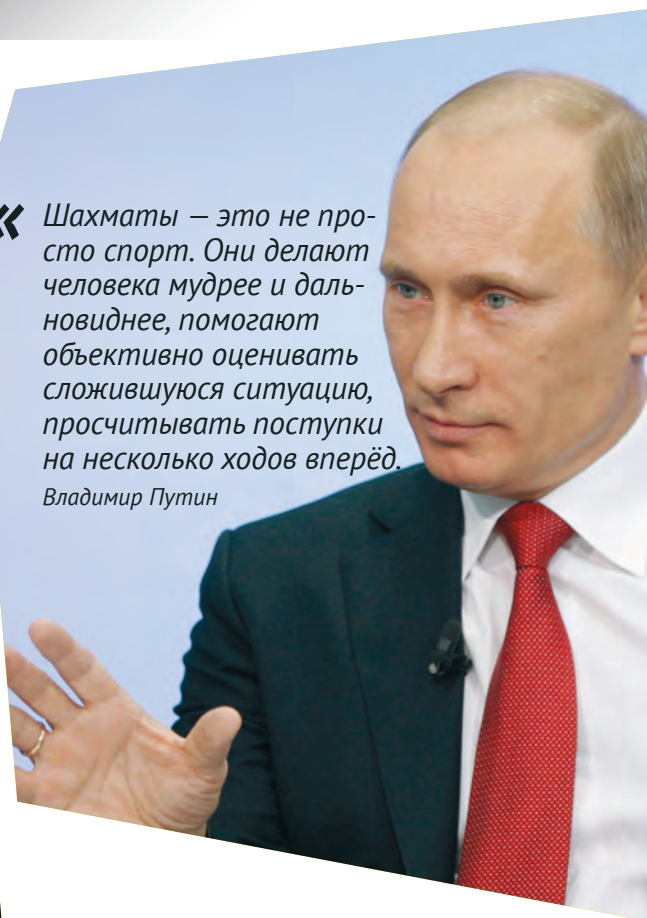 « Шахматы — это не про-
сто спорт. Они делают
человека мудрее и даль-
новиднее, помогают
объективно оценивать
сложившуюся ситуацию,
просчитывать поступки
на несколько ходов вперёд.
Владимир Путин